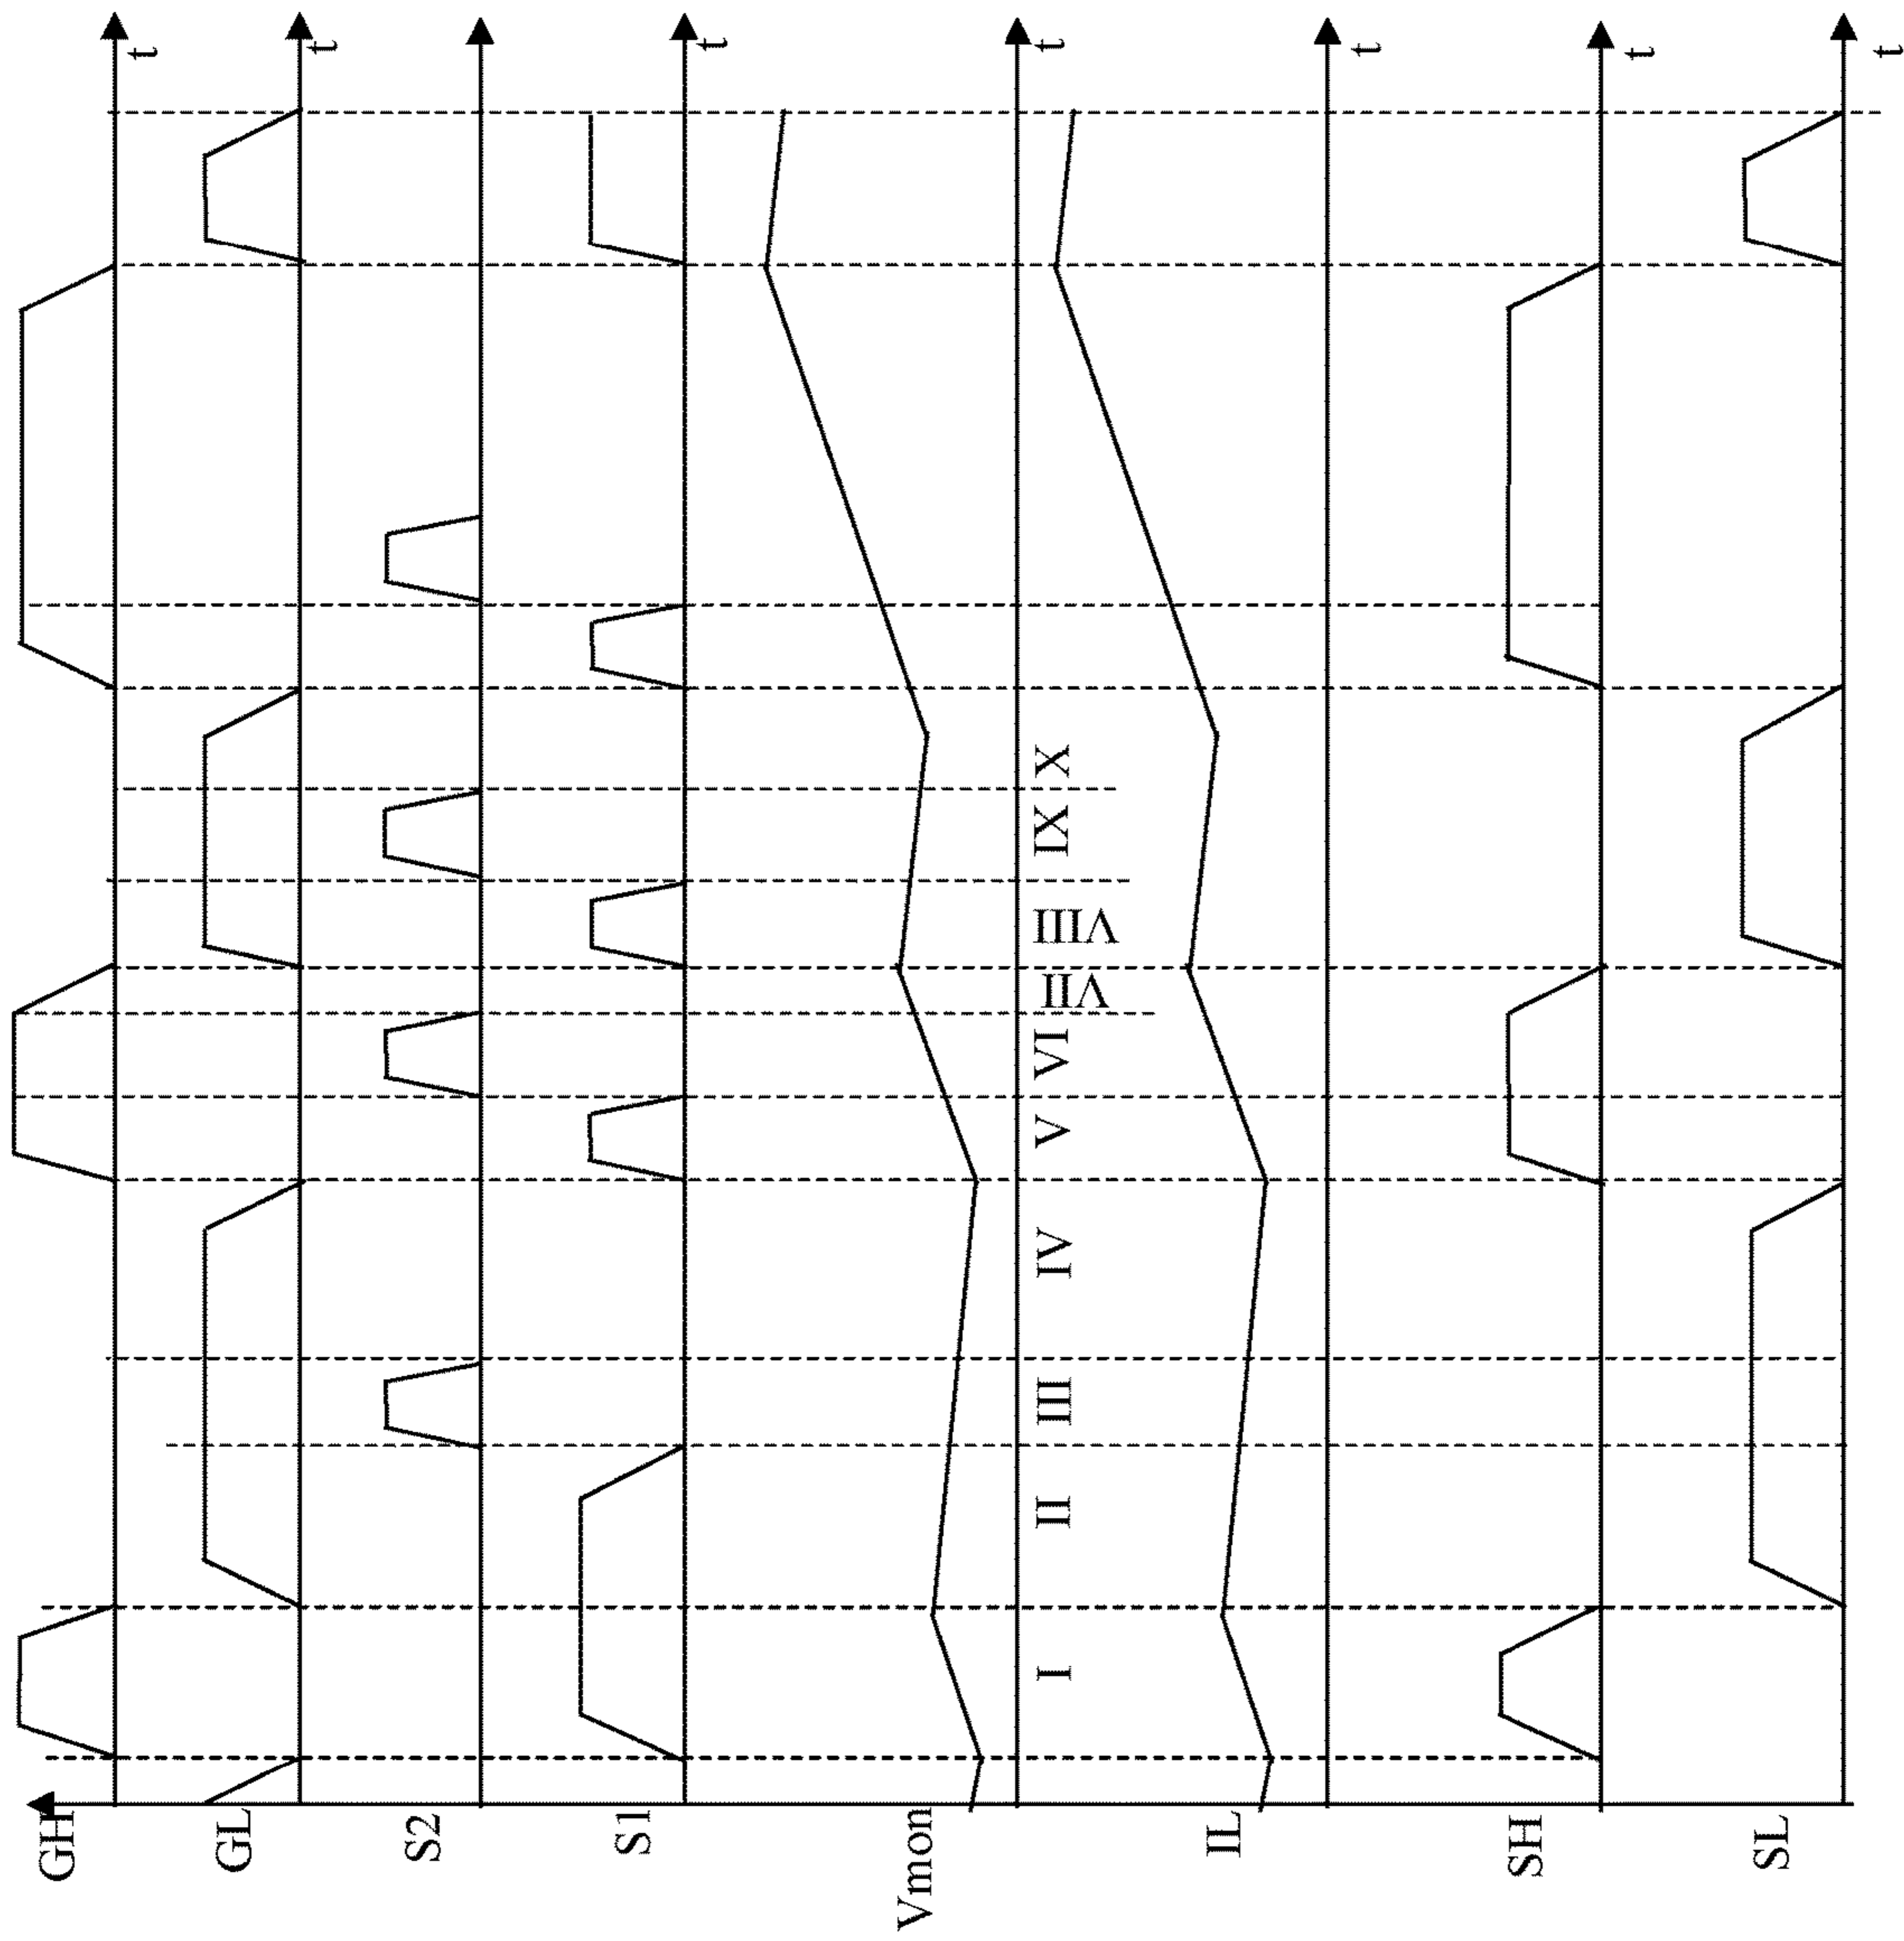 GH
t
GL
t
S2
S1
t
Vmon
I II III IV V VI VII VIII IX X t
IL
t
SH
t
SL
t